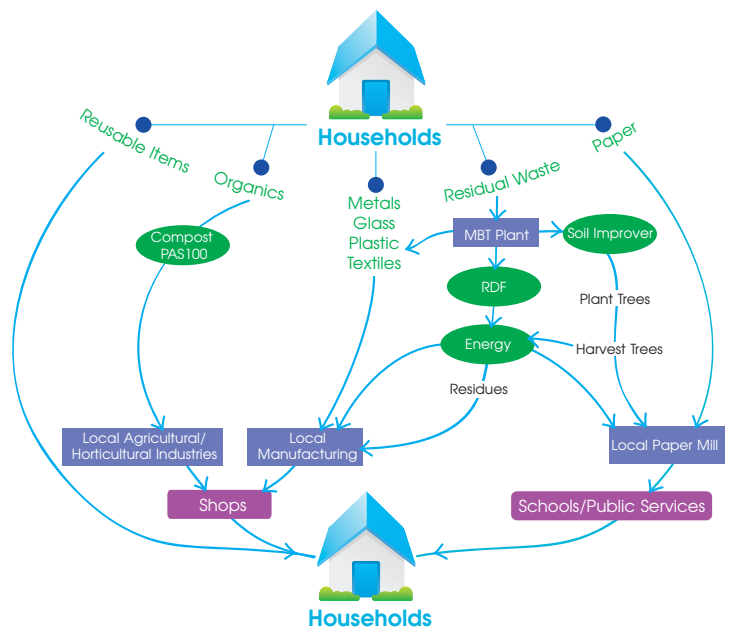 Households
Reusable Items
Organics
Metals
Glass
Plastic
Textiles
Residual Waste
Paper
Compost
PAS100
MBT Plant
Soil Improver
RDF
Plant Trees
Energy
Harvest Trees
Residues
Local Agricultural/
Horticultural Industries
Local
Manufacturing
Local Paper Mill
Shops
Schools/Public Services
Households